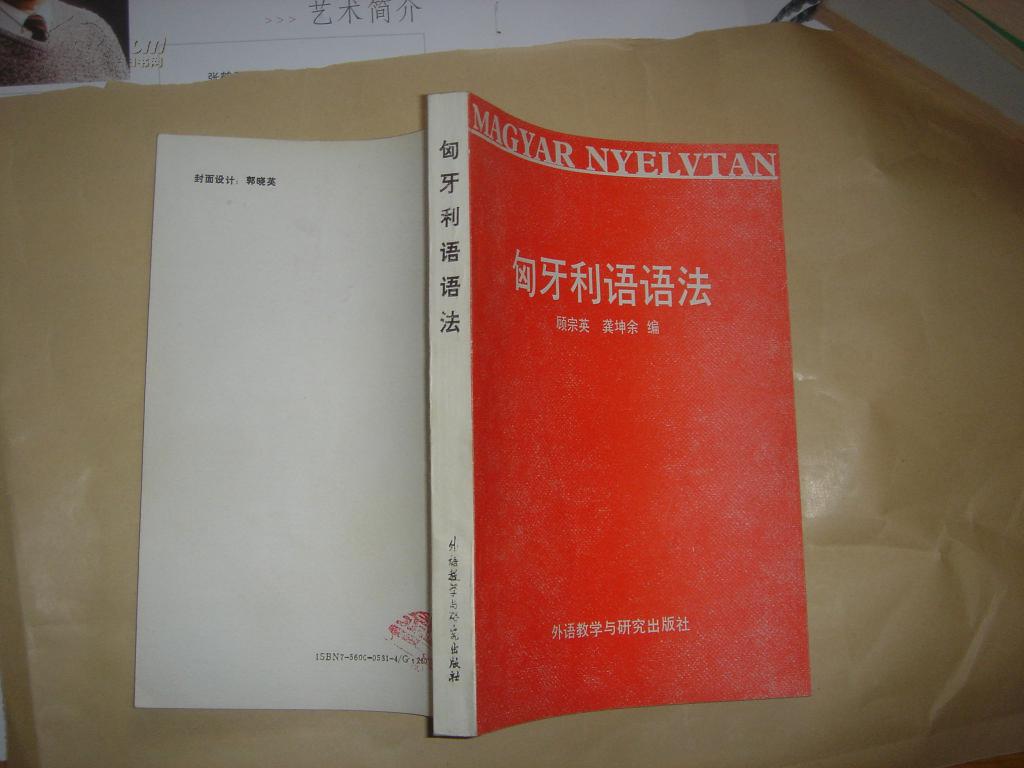 >>> 艺术简介
封面设计：郭晓英
匈牙利语语法
外语教学与研究出版社
MAGYAR NYELVTAN
匈牙利语语法
顾宗英 龚坤余 编
外语教学与研究出版社